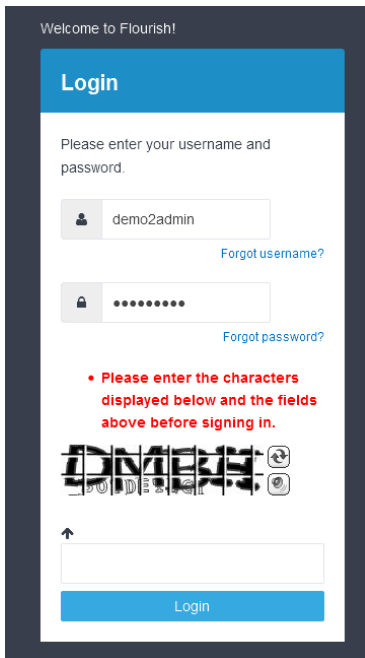 Welcome to Flourish!
Login
Please enter your username and
password.
demo2admin
Forgot username?
•••••••••
Forgot password?
• Please enter the characters
displayed below and the fields
above before signing in.
Login